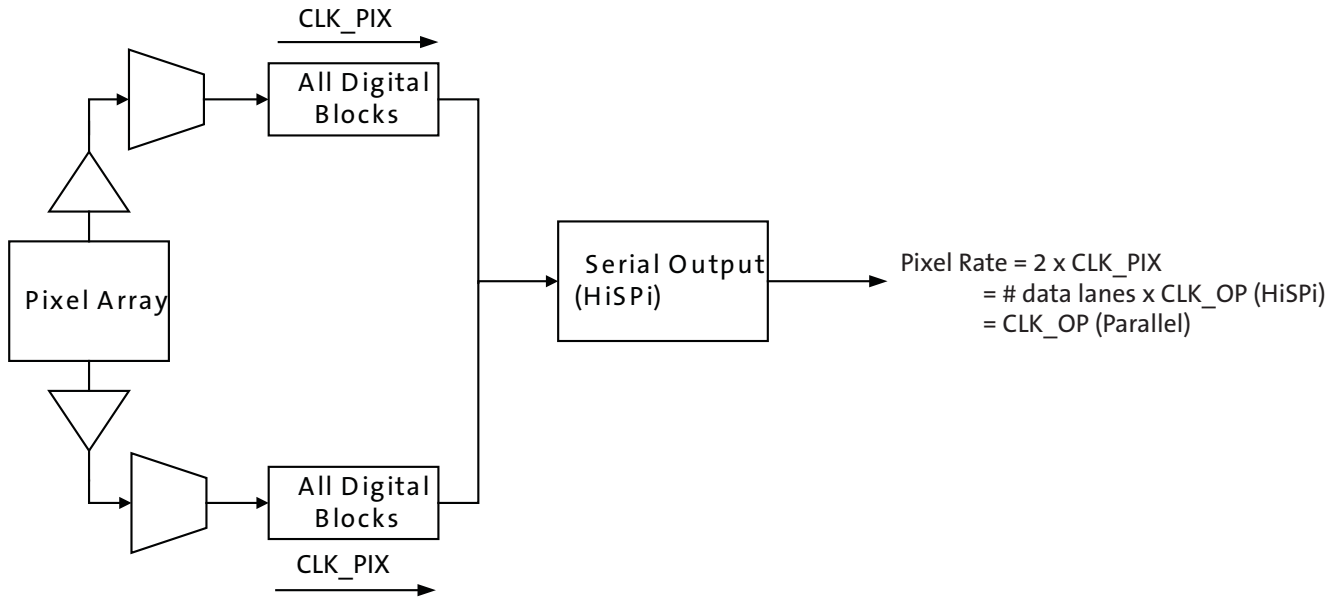 CLK_PIX
All Digital
Blocks
Pixel Array
Serial Output
(HiSPi)
Pixel Rate = 2 x CLK_PIX
= # data lanes x CLK_OP (HiSPi)
= CLK_OP (Parallel)
All Digital
Blocks
CLK_PIX